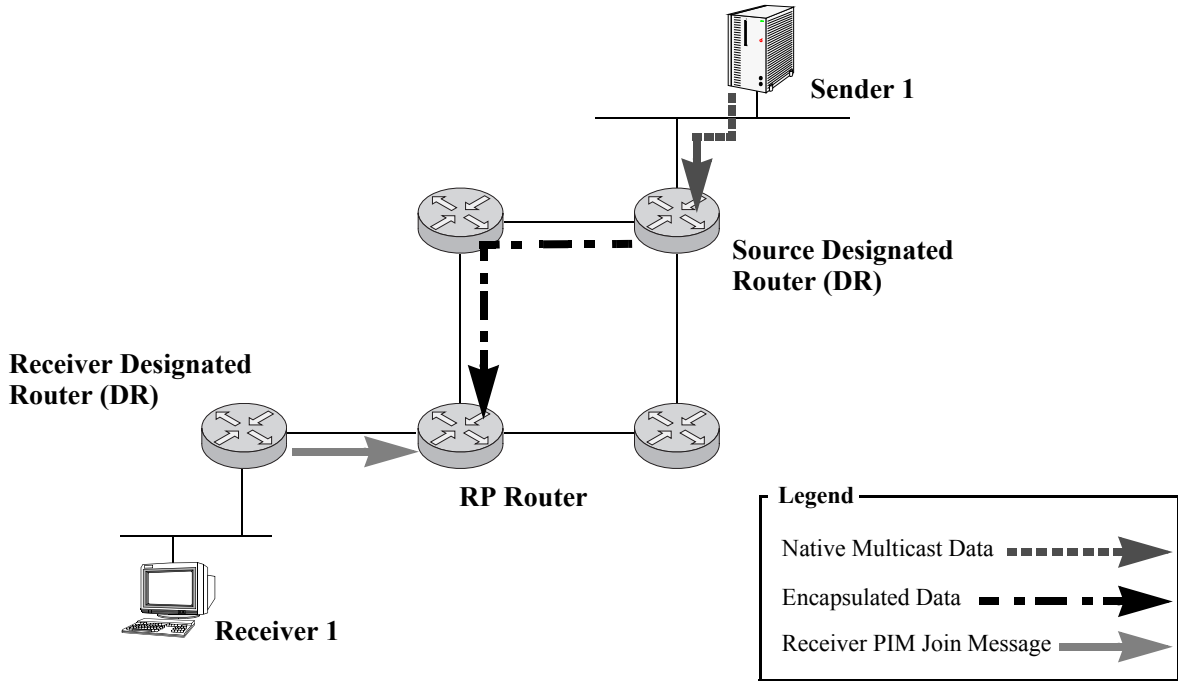 Sender 1
Source Designated
Router (DR)
Receiver Designated
Router (DR)
RP Router
Receiver 1
Legend
Native Multicast Data
Encapsulated Data
Receiver PIM Join Message